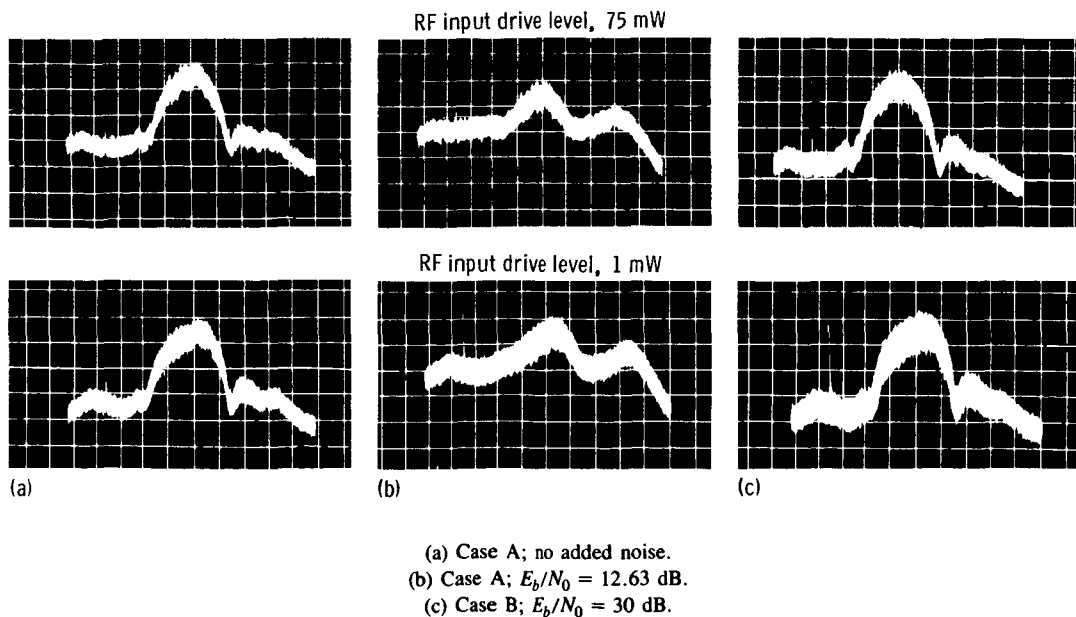 RF input drive level, 75 mW
RF input drive level, 1 mW
(a)
(b)
(c)
(a) Case A; no added noise.
(b) Case A; E_b/N_0 = 12.63 dB.
(c) Case B; E_b/N_0 = 30 dB.